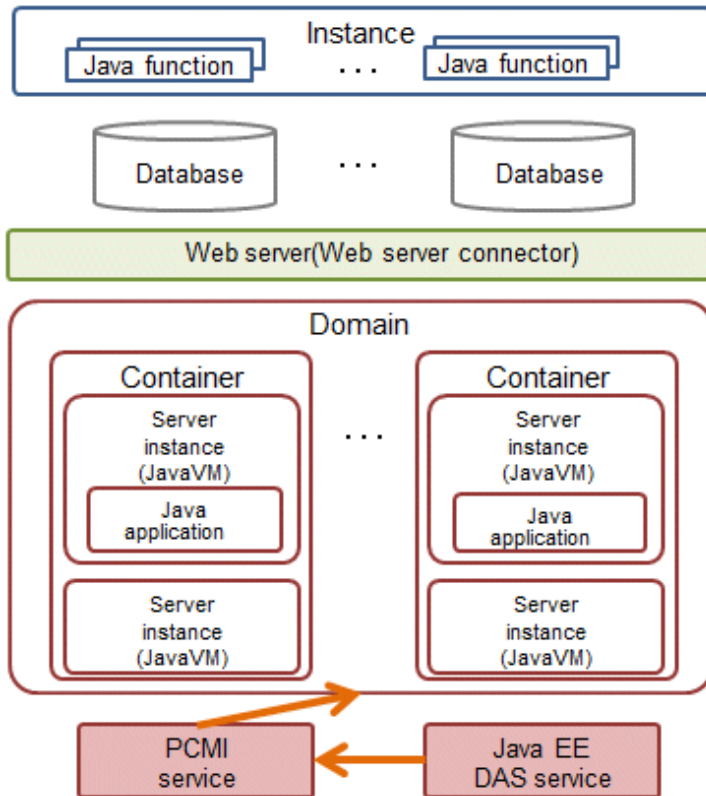 Instance
Java function
...
Java function
Database
...
Database
Web server(Web server connector)
Domain
Container
Server
instance
(JavaVM)
Java
application
Server
instance
(JavaVM)
...
Container
Server
instance
(JavaVM)
Java
application
Server
instance
(JavaVM)
PCMI
service
Java EE
DAS service